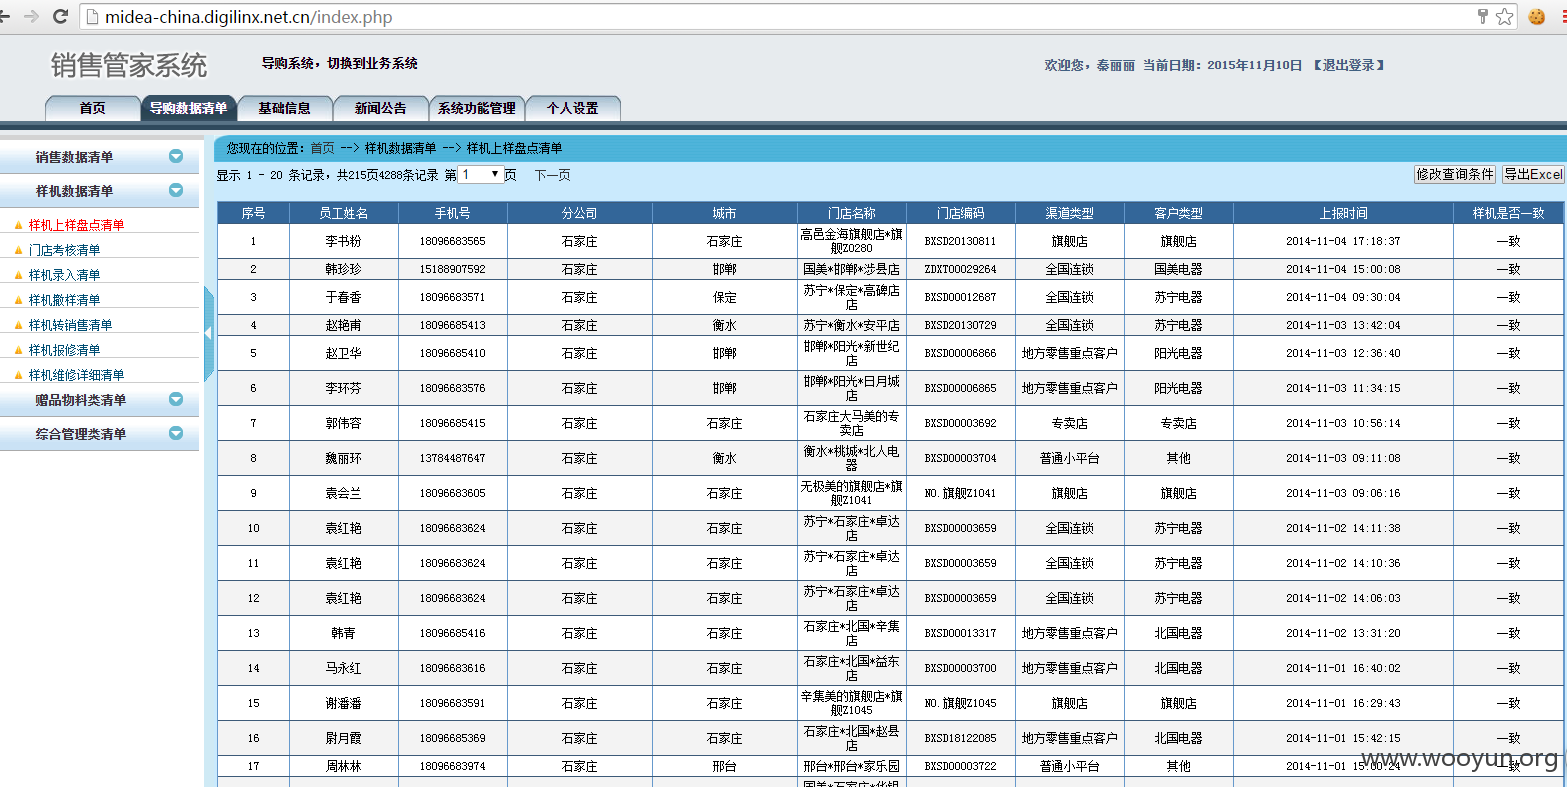 midea-china.digilinx.net.cn/index.php
销售管家系统
导购系统，切换到业务系统
欢迎您，秦丽丽 当前日期：2015年11月10日 【退出登录】
首页 导购数据清单 基础信息 新闻公告 系统功能管理 个人设置
销售数据清单
样机数据清单
样机上样盘点清单
门店考核清单
样机录入清单
样机撤样清单
样机转销售清单
样机报修清单
样机维修详细清单
赠品物料类清单
综合管理类清单
您现在的位置：首页 --> 样机数据清单 --> 样机上样盘点清单
显示 1 - 20 条记录，共215页4288条记录 第 1 页 下一页
修改查询条件 导出Excel
序号 员工姓名 手机号 分公司 城市 门店名称 门店编码 渠道类型 客户类型 上报时间 样机是否一致
1 李书粉 18096683565 石家庄 石家庄 高邑金海旗舰店*旗舰Z0280 BXSD20130811 旗舰店 旗舰店 2014-11-04 17:18:37 一致
2 韩珍珍 15188907592 石家庄 邯郸 国美*邯郸*涉县店 ZDXT00029264 全国连锁 国美电器 2014-11-04 15:00:08 一致
3 于春香 18096683571 石家庄 保定 苏宁*保定*高碑店店 BXSD00012687 全国连锁 苏宁电器 2014-11-04 09:30:04 一致
4 赵艳甫 18096685413 石家庄 衡水 苏宁*衡水*安平店 BXSD20130729 全国连锁 苏宁电器 2014-11-03 13:42:04 一致
5 赵卫华 18096685410 石家庄 邯郸 邯郸*阳光*新世纪店 BXSD00006866 地方零售重点客户 阳光电器 2014-11-03 12:36:40 一致
6 李环芬 18096683576 石家庄 邯郸 邯郸*阳光*日月城店 BXSD00006865 地方零售重点客户 阳光电器 2014-11-03 11:34:15 一致
7 郭伟容 18096685415 石家庄 石家庄 石家庄大马美的专卖店 BXSD00003692 专卖店 专卖店 2014-11-03 10:56:14 一致
8 魏丽环 13784487647 石家庄 衡水 衡水*桃城*北人电器 BXSD00003704 普通小平台 其他 2014-11-03 09:11:08 一致
9 袁会兰 18096683605 石家庄 石家庄 无极美的旗舰店*旗舰Z1041 NO.旗舰Z1041 旗舰店 旗舰店 2014-11-03 09:06:16 一致
10 袁红艳 18096683624 石家庄 石家庄 苏宁*石家庄*卓达店 BXSD00003659 全国连锁 苏宁电器 2014-11-02 14:11:38 一致
11 袁红艳 18096683624 石家庄 石家庄 苏宁*石家庄*卓达店 BXSD00003659 全国连锁 苏宁电器 2014-11-02 14:10:36 一致
12 袁红艳 18096683624 石家庄 石家庄 苏宁*石家庄*卓达店 BXSD00003659 全国连锁 苏宁电器 2014-11-02 14:06:03 一致
13 韩青 18096685416 石家庄 石家庄 石家庄*北国*辛集店 BXSD00013317 地方零售重点客户 北国电器 2014-11-02 13:31:20 一致
14 马永红 18096683616 石家庄 石家庄 石家庄*北国*益东店 BXSD00003700 地方零售重点客户 北国电器 2014-11-01 16:40:02 一致
15 谢潘潘 18096683591 石家庄 石家庄 辛集美的旗舰店*旗舰Z1045 NO.旗舰Z1045 旗舰店 旗舰店 2014-11-01 16:29:43 一致
16 尉月霞 18096685369 石家庄 石家庄 石家庄*北国*赵县店 BXSD18122085 地方零售重点客户 北国电器 2014-11-01 15:42:15 一致
17 周林林 18096683974 石家庄 邢台 邢台*邢台*家乐园 BXSD00003722 普通小平台 其他 2014-11-01 15:00:24 一致
www.wooyun.org